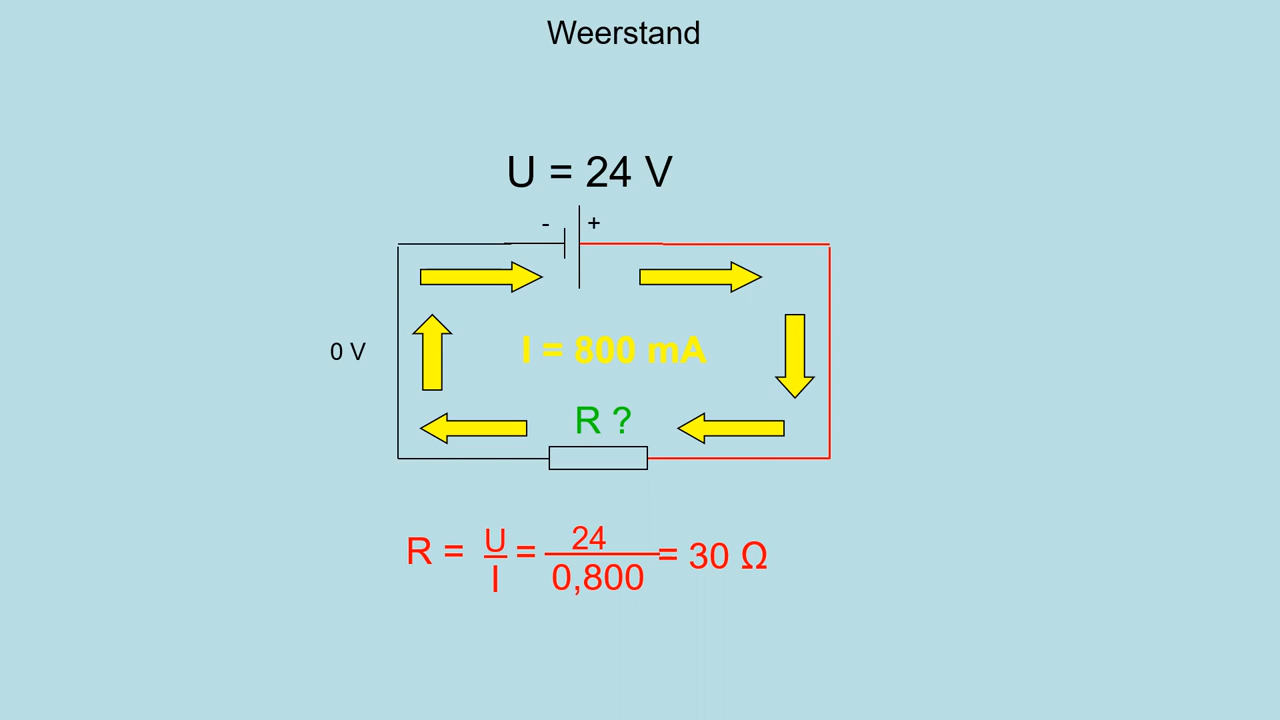 Weerstand
U = 24 V
- +
0 V
I = 800 mA
R ?
R = U/I = 24/0,800 = 30 Ω